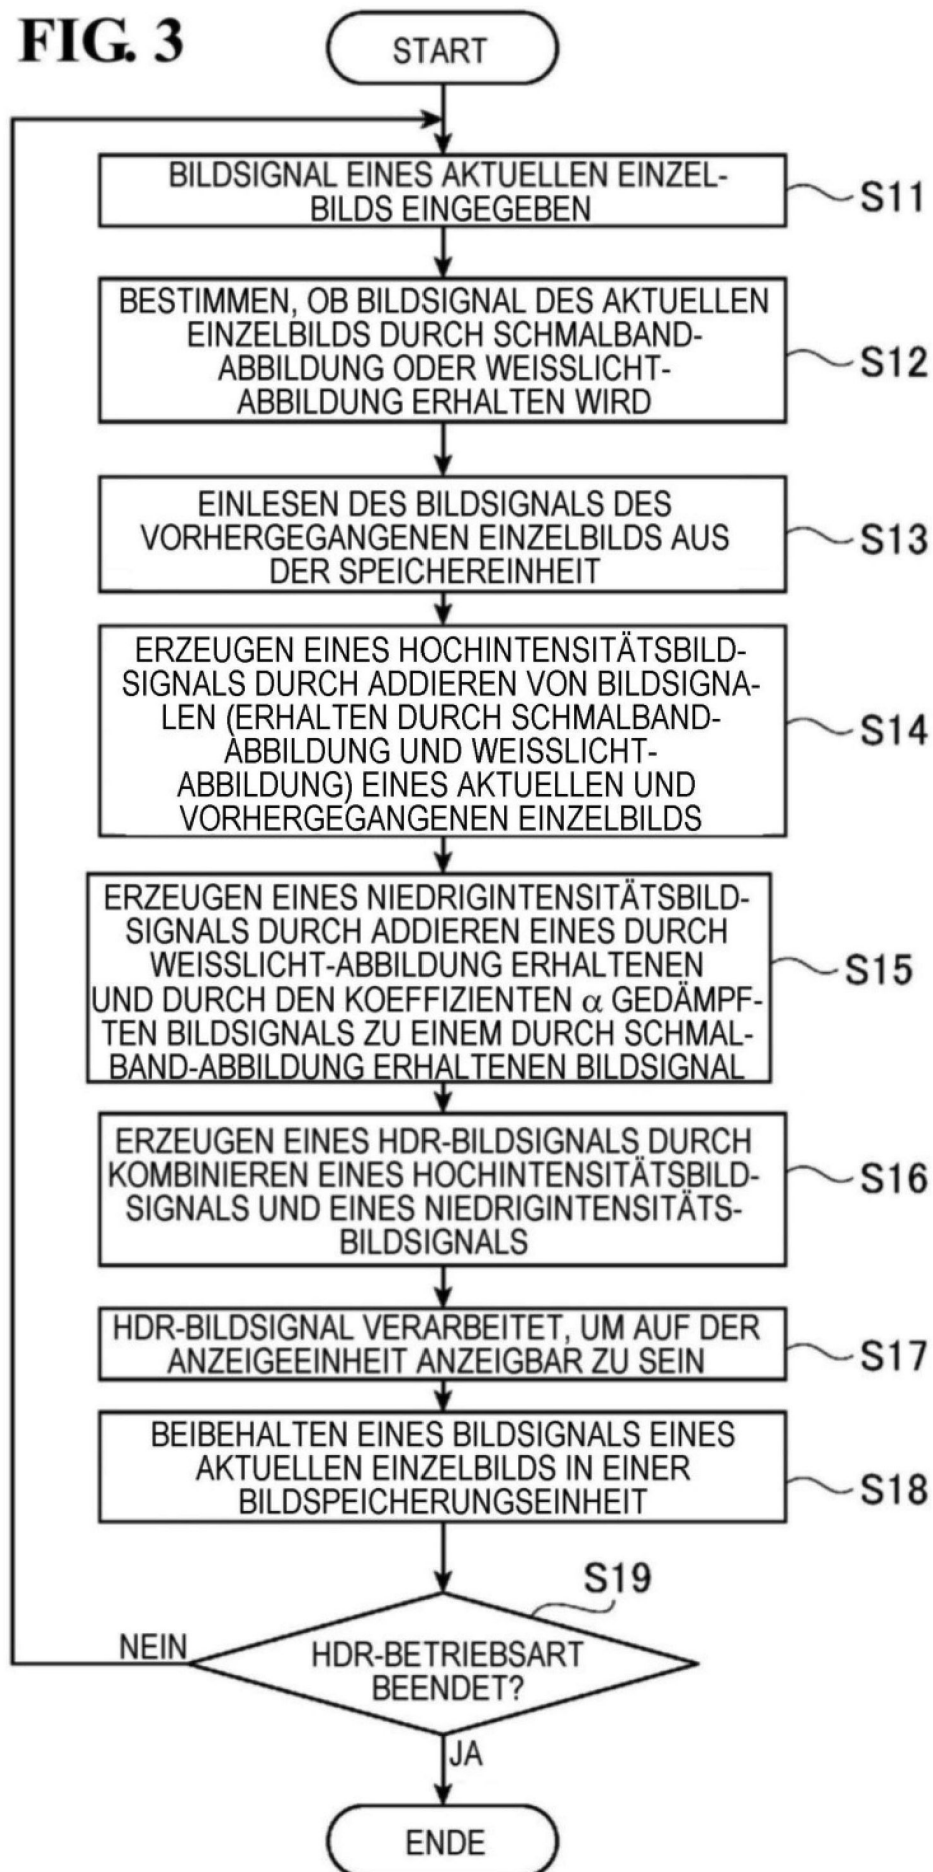 FIG. 3
START
BILDSIGNAL EINES AKTUELLEN EINZEL-
BILDS EINGEGEBEN
S11
BESTIMMEN, OB BILDSIGNAL DES AKTUELLEN
EINZELBILDS DURCH SCHMALBAND-
ABBILDUNG ODER WEISSLICHT-
ABBILDUNG ERHALTEN WIRD
S12
EINLESEN DES BILDSIGNALS DES
VORHERGEGANGENEN EINZELBILDS AUS
DER SPEICHEREINHEIT
S13
ERZEUGEN EINES HOCHINTENSITÄTSBILD-
SIGNALS DURCH ADDIEREN VON BILDSIGNA-
LEN (ERHALTEN DURCH SCHMALBAND-
ABBILDUNG UND WEISSLICHT-
ABBILDUNG) EINES AKTUELLEN UND
VORHERGEGANGENEN EINZELBILDS
S14
ERZEUGEN EINES NIEDRIGINTENSITÄTSBILD-
SIGNALS DURCH ADDIEREN EINES DURCH
WEISSLICHT-ABBILDUNG ERHALTENEN
UND DURCH DEN KOEFFIZIENTEN α GEDÄMPF-
TEN BILDSIGNALS ZU EINEM DURCH SCHMAL-
BAND-ABBILDUNG ERHALTENEN BILDSIGNAL
S15
ERZEUGEN EINES HDR-BILDSIGNALS DURCH
KOMBINIEREN EINES HOCHINTENSITÄTSBILD-
SIGNALS UND EINES NIEDRIGINTENSITÄTS-
BILDSIGNALS
S16
HDR-BILDSIGNAL VERARBEITET, UM AUF DER
ANZEIGEEINHEIT ANZEIGBAR ZU SEIN
S17
BEIBEHALTEN EINES BILDSIGNALS EINES
AKTUELLEN EINZELBILDS IN EINER
BILDSPEICHERUNGSEINHEIT
S18
S19
NEIN
HDR-BETRIEBSART
BEENDET?
JA
ENDE